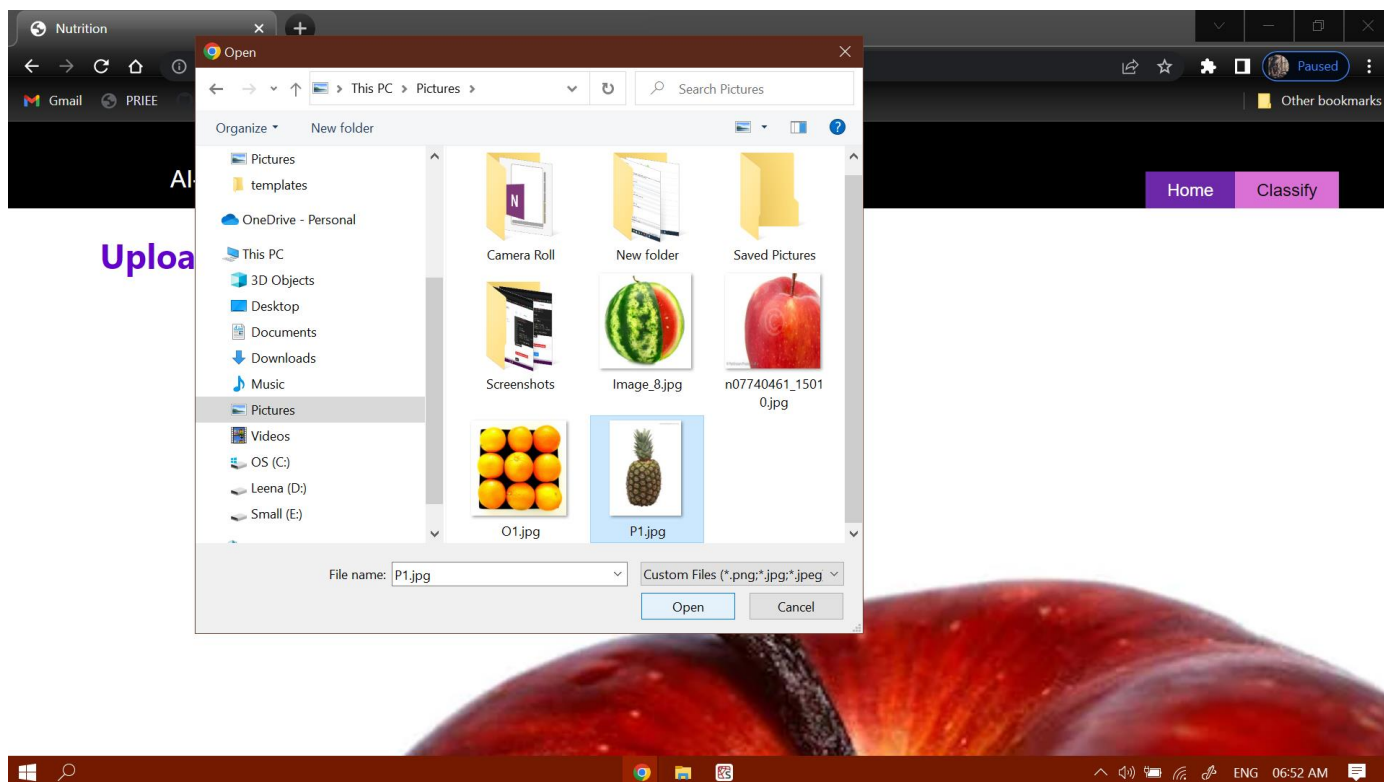 Nutrition
Open
This PC > Pictures >
Search Pictures
Paused
Gmail
PRIEE
Other bookmarks
Organize
New folder
Pictures
templates
OneDrive - Personal
This PC
3D Objects
Desktop
Documents
Downloads
Music
Pictures
Videos
OS (C:)
Leena (D:)
Small (E:)
Camera Roll
New folder
Saved Pictures
N
Screenshots
Image_8.jpg
n07740461_1501
0.jpg
O1.jpg
P1.jpg
File name: P1.jpg
Custom Files (*.png;*.jpg;*.jpeg
Open
Cancel
AI-
Home
Classify
Uploa
ENG 06:52 AM